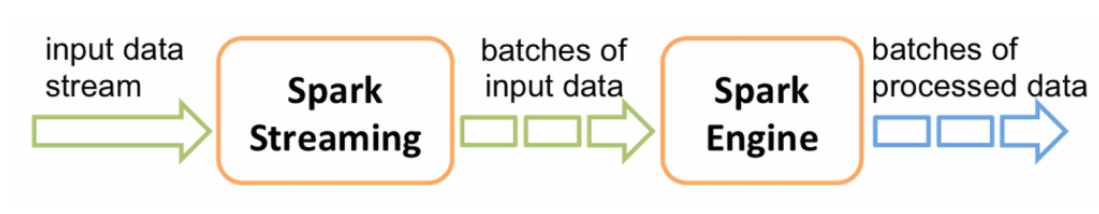 input data
stream
Spark
Streaming
batches of
input data
Spark
Engine
batches of
processed data